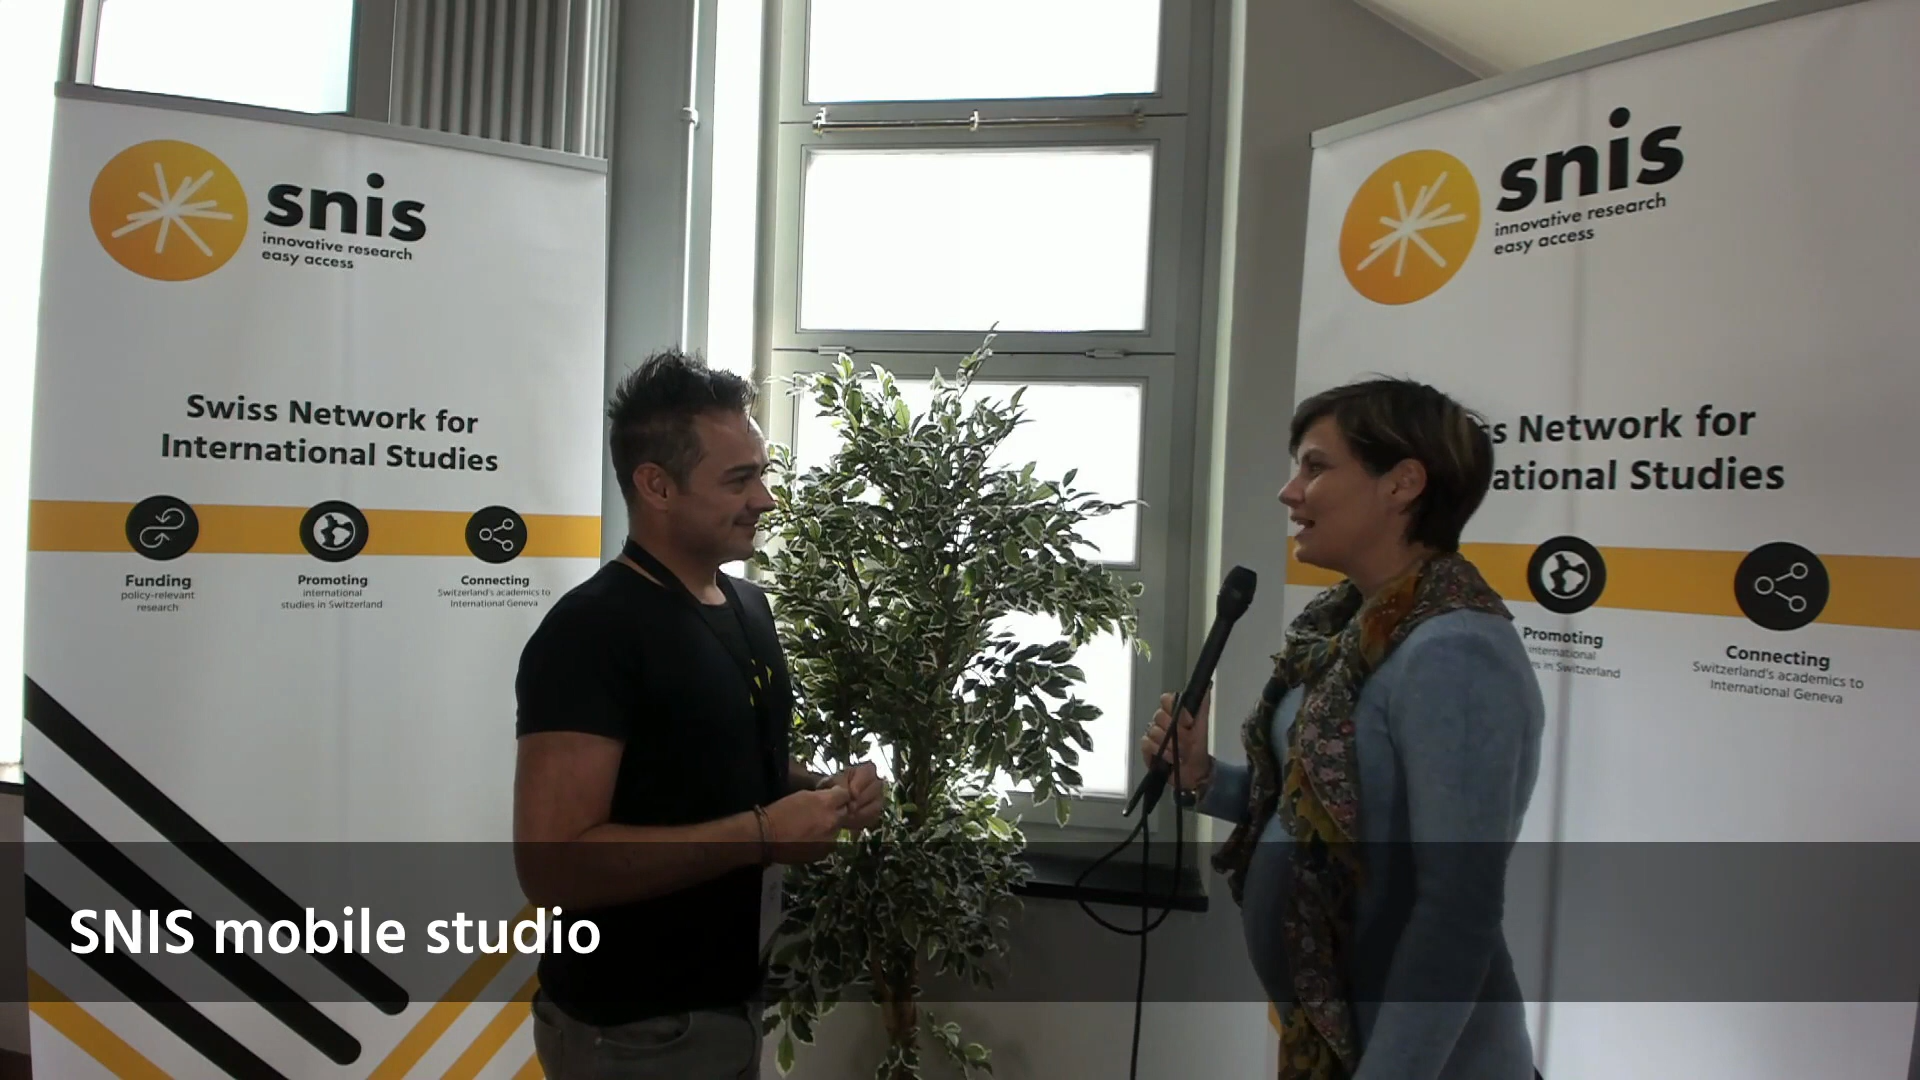 snis
innovative research
easy access
Swiss Network for
International Studies
Funding
policy-relevant
research
Promoting
international
studies in Switzerland
Connecting
Switzerland's academics to
International Geneva
snis
innovative research
easy access
Network for
Studies
Promoting
international
in Switzerland
Connecting
Switzerland's academics to
International Geneva
SNIS mobile studio